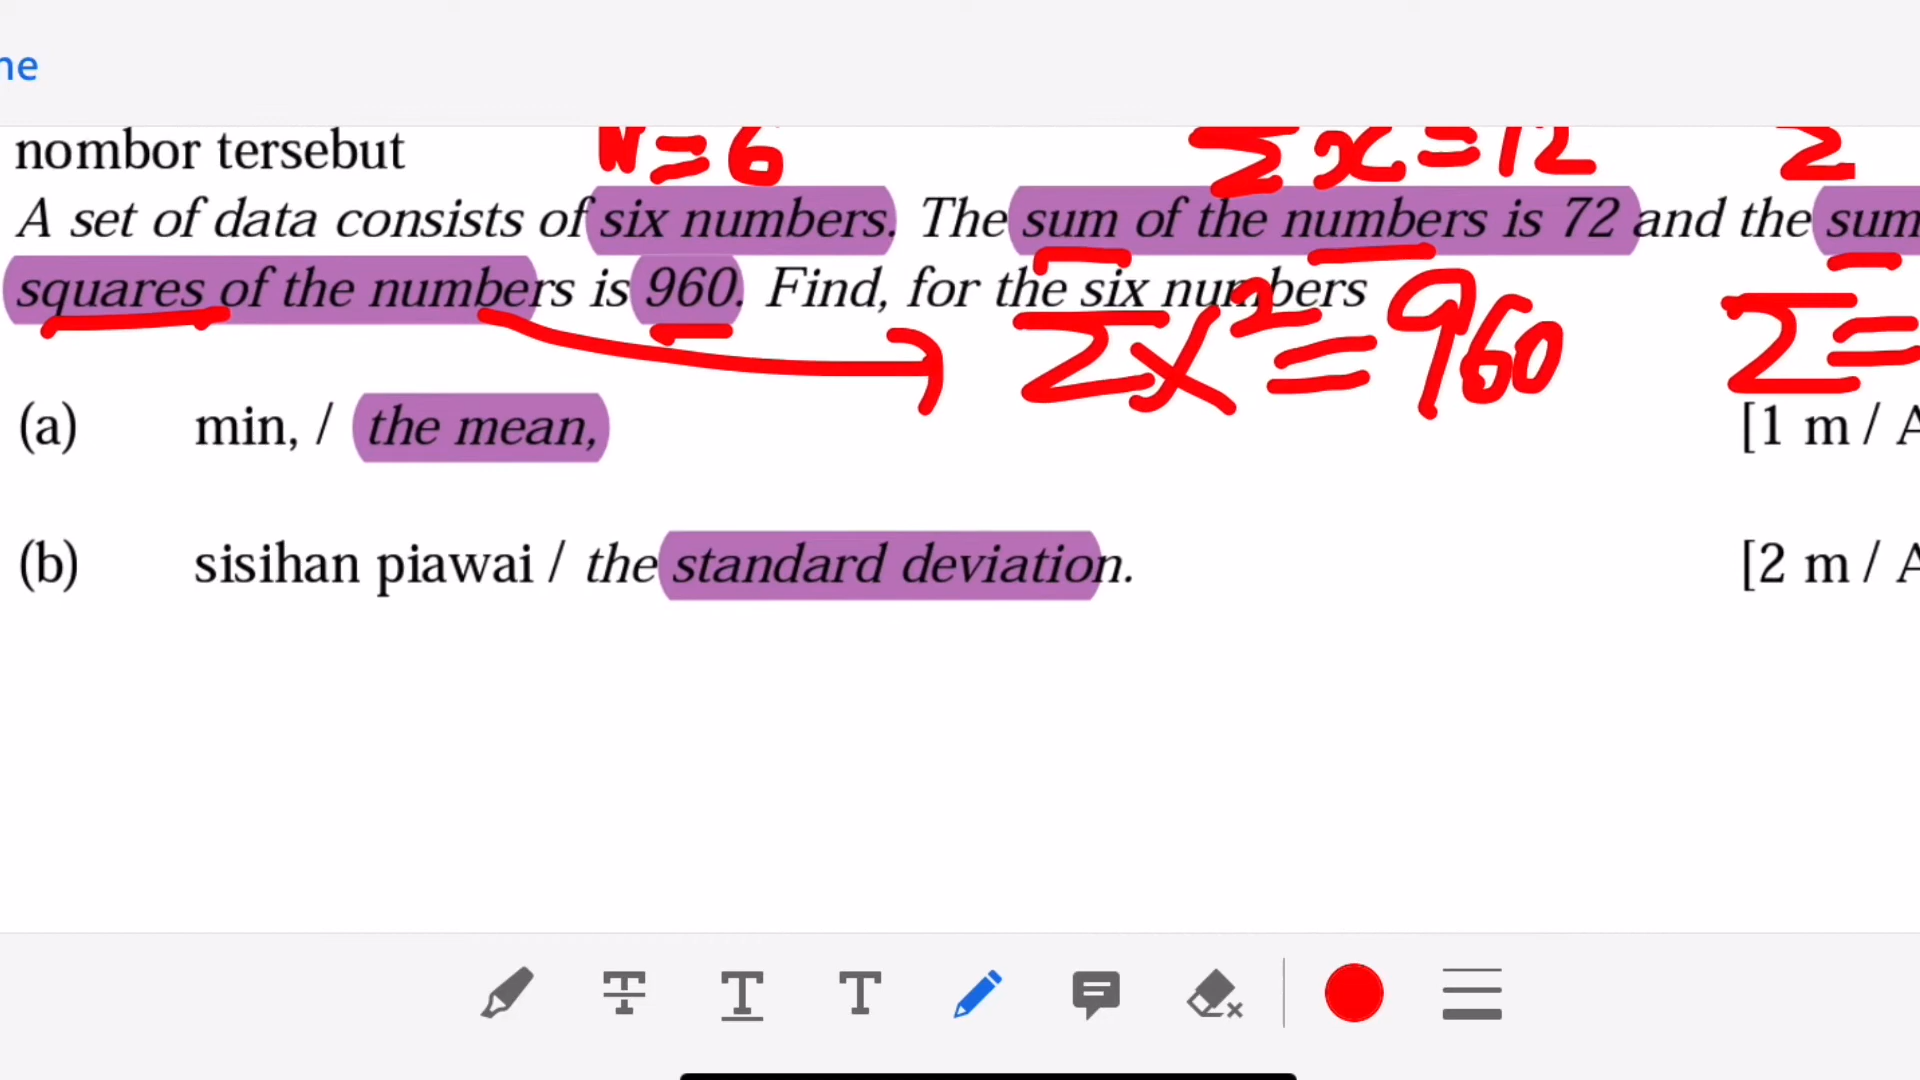 ne
nombor tersebut N=6 Σx=12 Σ
A set of data consists of six numbers. The sum of the numbers is 72 and the sum
squares of the numbers is 960. Find, for the six numbers
Σx²=960 Σ=
(a) min, / the mean, [1 m / A
(b) sisihan piawai / the standard deviation. [2 m / A